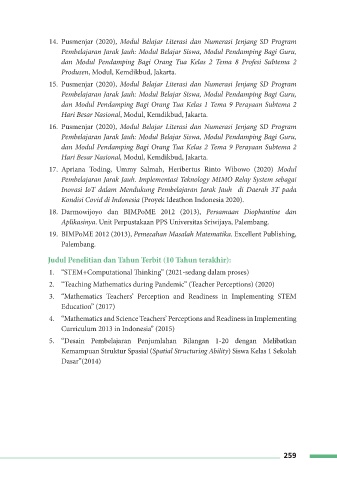 14. Pusmenjar (2020), Modul Belajar Literasi dan Numerasi Jenjang SD Program
Pembelajaran Jarak Jauh: Modul Belajar Siswa, Modul Pendamping Bagi Guru,
dan Modul Pendamping Bagi Orang Tua Kelas 2 Tema 8 Profesi Subtema 2
Produsen, Modul, Kemdikbud, Jakarta.
15. Pusmenjar (2020), Modul Belajar Literasi dan Numerasi Jenjang SD Program
Pembelajaran Jarak Jauh: Modul Belajar Siswa, Modul Pendamping Bagi Guru,
dan Modul Pendamping Bagi Orang Tua Kelas 1 Tema 9 Perayaan Subtema 2
Hari Besar Nasional, Modul, Kemdikbud, Jakarta.
16. Pusmenjar (2020), Modul Belajar Literasi dan Numerasi Jenjang SD Program
Pembelajaran Jarak Jauh: Modul Belajar Siswa, Modul Pendamping Bagi Guru,
dan Modul Pendamping Bagi Orang Tua Kelas 2 Tema 9 Perayaan Subtema 2
Hari Besar Nasional, Modul, Kemdikbud, Jakarta.
17. Apriana Toding, Ummy Salmah, Heribertus Rinto Wibowo (2020) Modul
Pembelajaran Jarak Jauh. Implementasi Teknology MIMO Relay System sebagai
Inovasi IoT dalam Mendukung Pembelajaran Jarak Jauh di Daerah 3T pada
Kondisi Covid di Indonesia (Proyek Ideathon Indonesia 2020).
18. Darmowijoyo dan BIMPoME 2012 (2013), Persamaan Diophantine dan
Aplikasinya. Unit Perpustakaan PPS Universitas Sriwijaya, Palembang.
19. BIMPoME 2012 (2013), Pemecahan Masalah Matematika. Excellent Publishing,
Palembang.
Judul Penelitian dan Tahun Terbit (10 Tahun terakhir):
1. “STEM+Computational Thinking” (2021-sedang dalam proses)
2. “Teaching Mathematics during Pandemic” (Teacher Perceptions) (2020)
3. “Mathematics Teachers’ Perception and Readiness in Implementing STEM
Education” (2017)
4. “Mathematics and Science Teachers’ Perceptions and Readiness in Implementing
Curriculum 2013 in Indonesia” (2015)
5. “Desain Pembelajaran Penjumlahan Bilangan 1-20 dengan Melibatkan
Kemampuan Struktur Spasial (Spatial Structuring Ability) Siswa Kelas 1 Sekolah
Dasar”(2014)
259